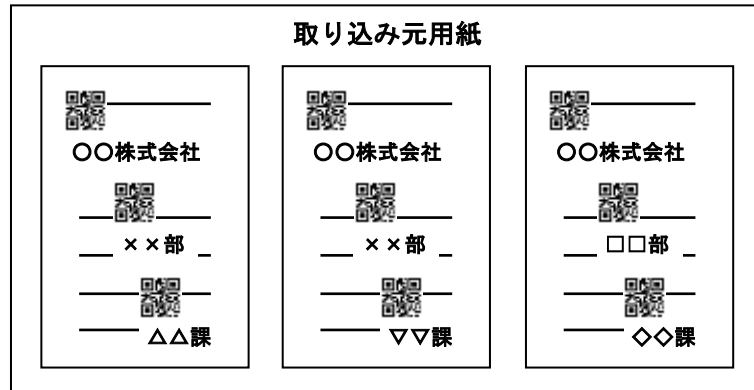 取り込み元用紙
〇〇株式会社
××部
△△課
〇〇株式会社
××部
▽▽課
〇〇株式会社
□□部
◇◇課